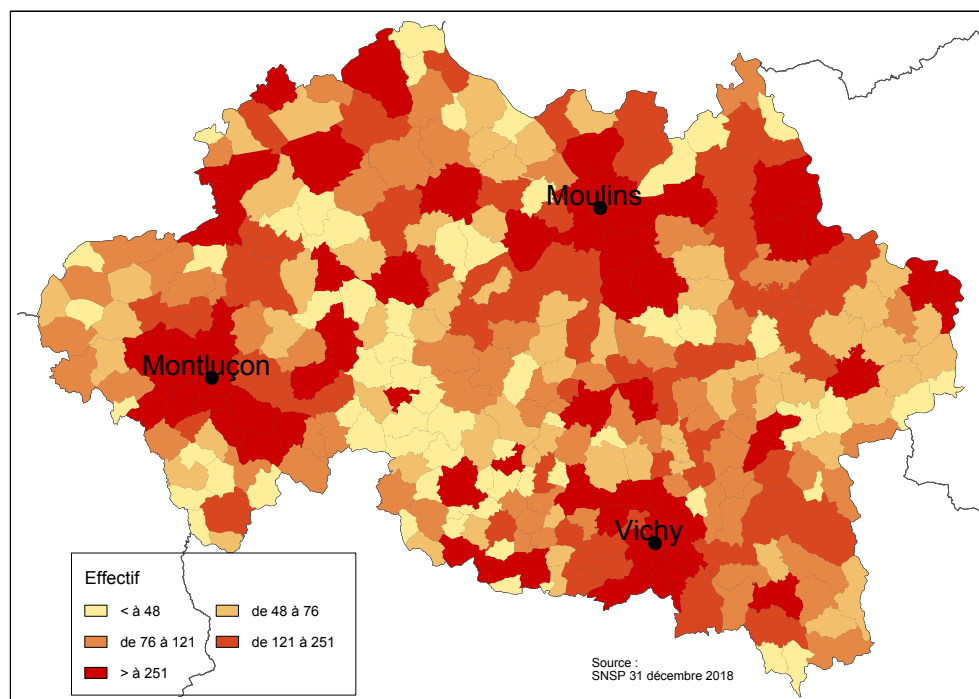 Moulins
Montluçon
Vichy
Effectif
< à 48
de 48 à 76
de 76 à 121
de 121 à 251
> à 251
Source :
SNSP 31 décembre 2018